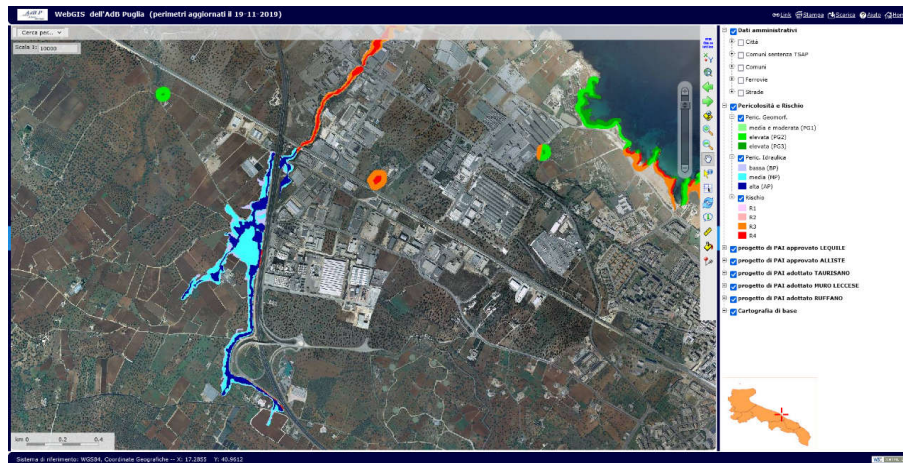 AdB P
WebGIS dell'AdB Puglia (perimetri aggiornati il 19-11-2019)
Link Stampa Scarica Aiuto Hom
Cerca per..
Scala 1: 10000
Dati amministrativi
Città
Comuni sentenza TSAP
Comuni
Ferrovie
Strade
Pericolosità e Rischio
Peric. Geomorf.
media e moderata (PG1)
elevata (PG2)
elevata (PG3)
Peric. Idraulica
bassa (BP)
media (MP)
alta (AP)
Rischio
R1
R2
R3
R4
progetto di PAI approvato LEQUILE
progetto di PAI approvato ALLISTE
progetto di PAI adottato TAURISANO
progetto di PAI adottato MURO LECCESE
progetto di PAI adottato RUFFANO
Cartografia di base
km 0 0.2 0.4
Sistema di riferimento: WGS84, Coordinate Geografiche -- X: 17.2855 Y: 40.9612